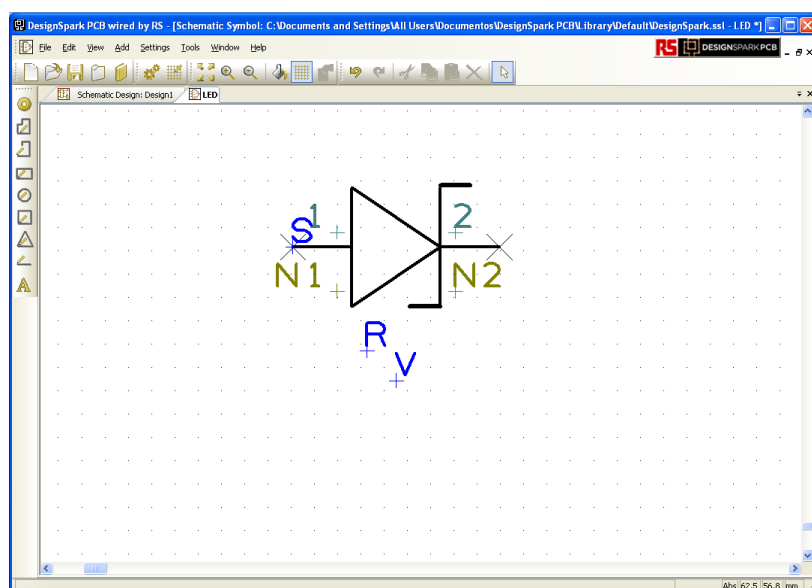 DesignSpark PCB wired by RS - [Schematic Symbol: C:\Documents and Settings\All Users\Documentos\DesignSpark PCB\Library\Default\DesignSpark.ssl - LED *]
File Edit View Add Settings Tools Window Help
RS DESIGNSPARK PCB
Schematic Design: Design1 LED
S 1 2
N1 N2
R
V
Abs 62.5 56.8 mm